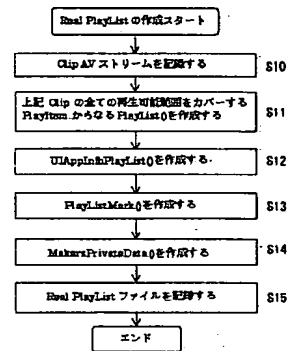 Real PlayList の作成スタート
Clip AV ストリームを記録する
S10
上記 Clip の全ての再生可能範囲をカバーする
PlayItem からなる PlayList()を作成する
S11
UIAppInfoPlayList()を作成する.
S12
PlayListMark()を作成する
S13
MakersPrivateData()を作成する
S14
Real PlayList ファイルを記録する
S15
エンド